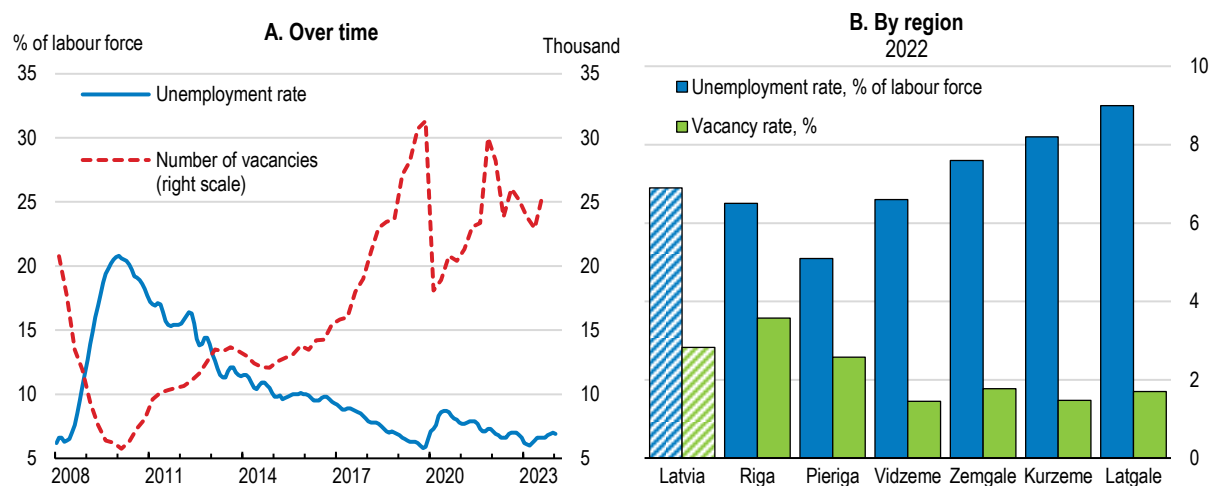 A. Over time
% of labour force
Thousand
35
30
25
20
15
10
5
35
30
25
20
15
10
5
Unemployment rate
Number of vacancies
(right scale)
2008
2011
2014
2017
2020
2023
B. By region
2022
10
8
6
4
2
0
Unemployment rate, % of labour force
Vacancy rate, %
Latvia
Riga
Pieriga
Vidzeme
Zemgale
Kurzeme
Latgale